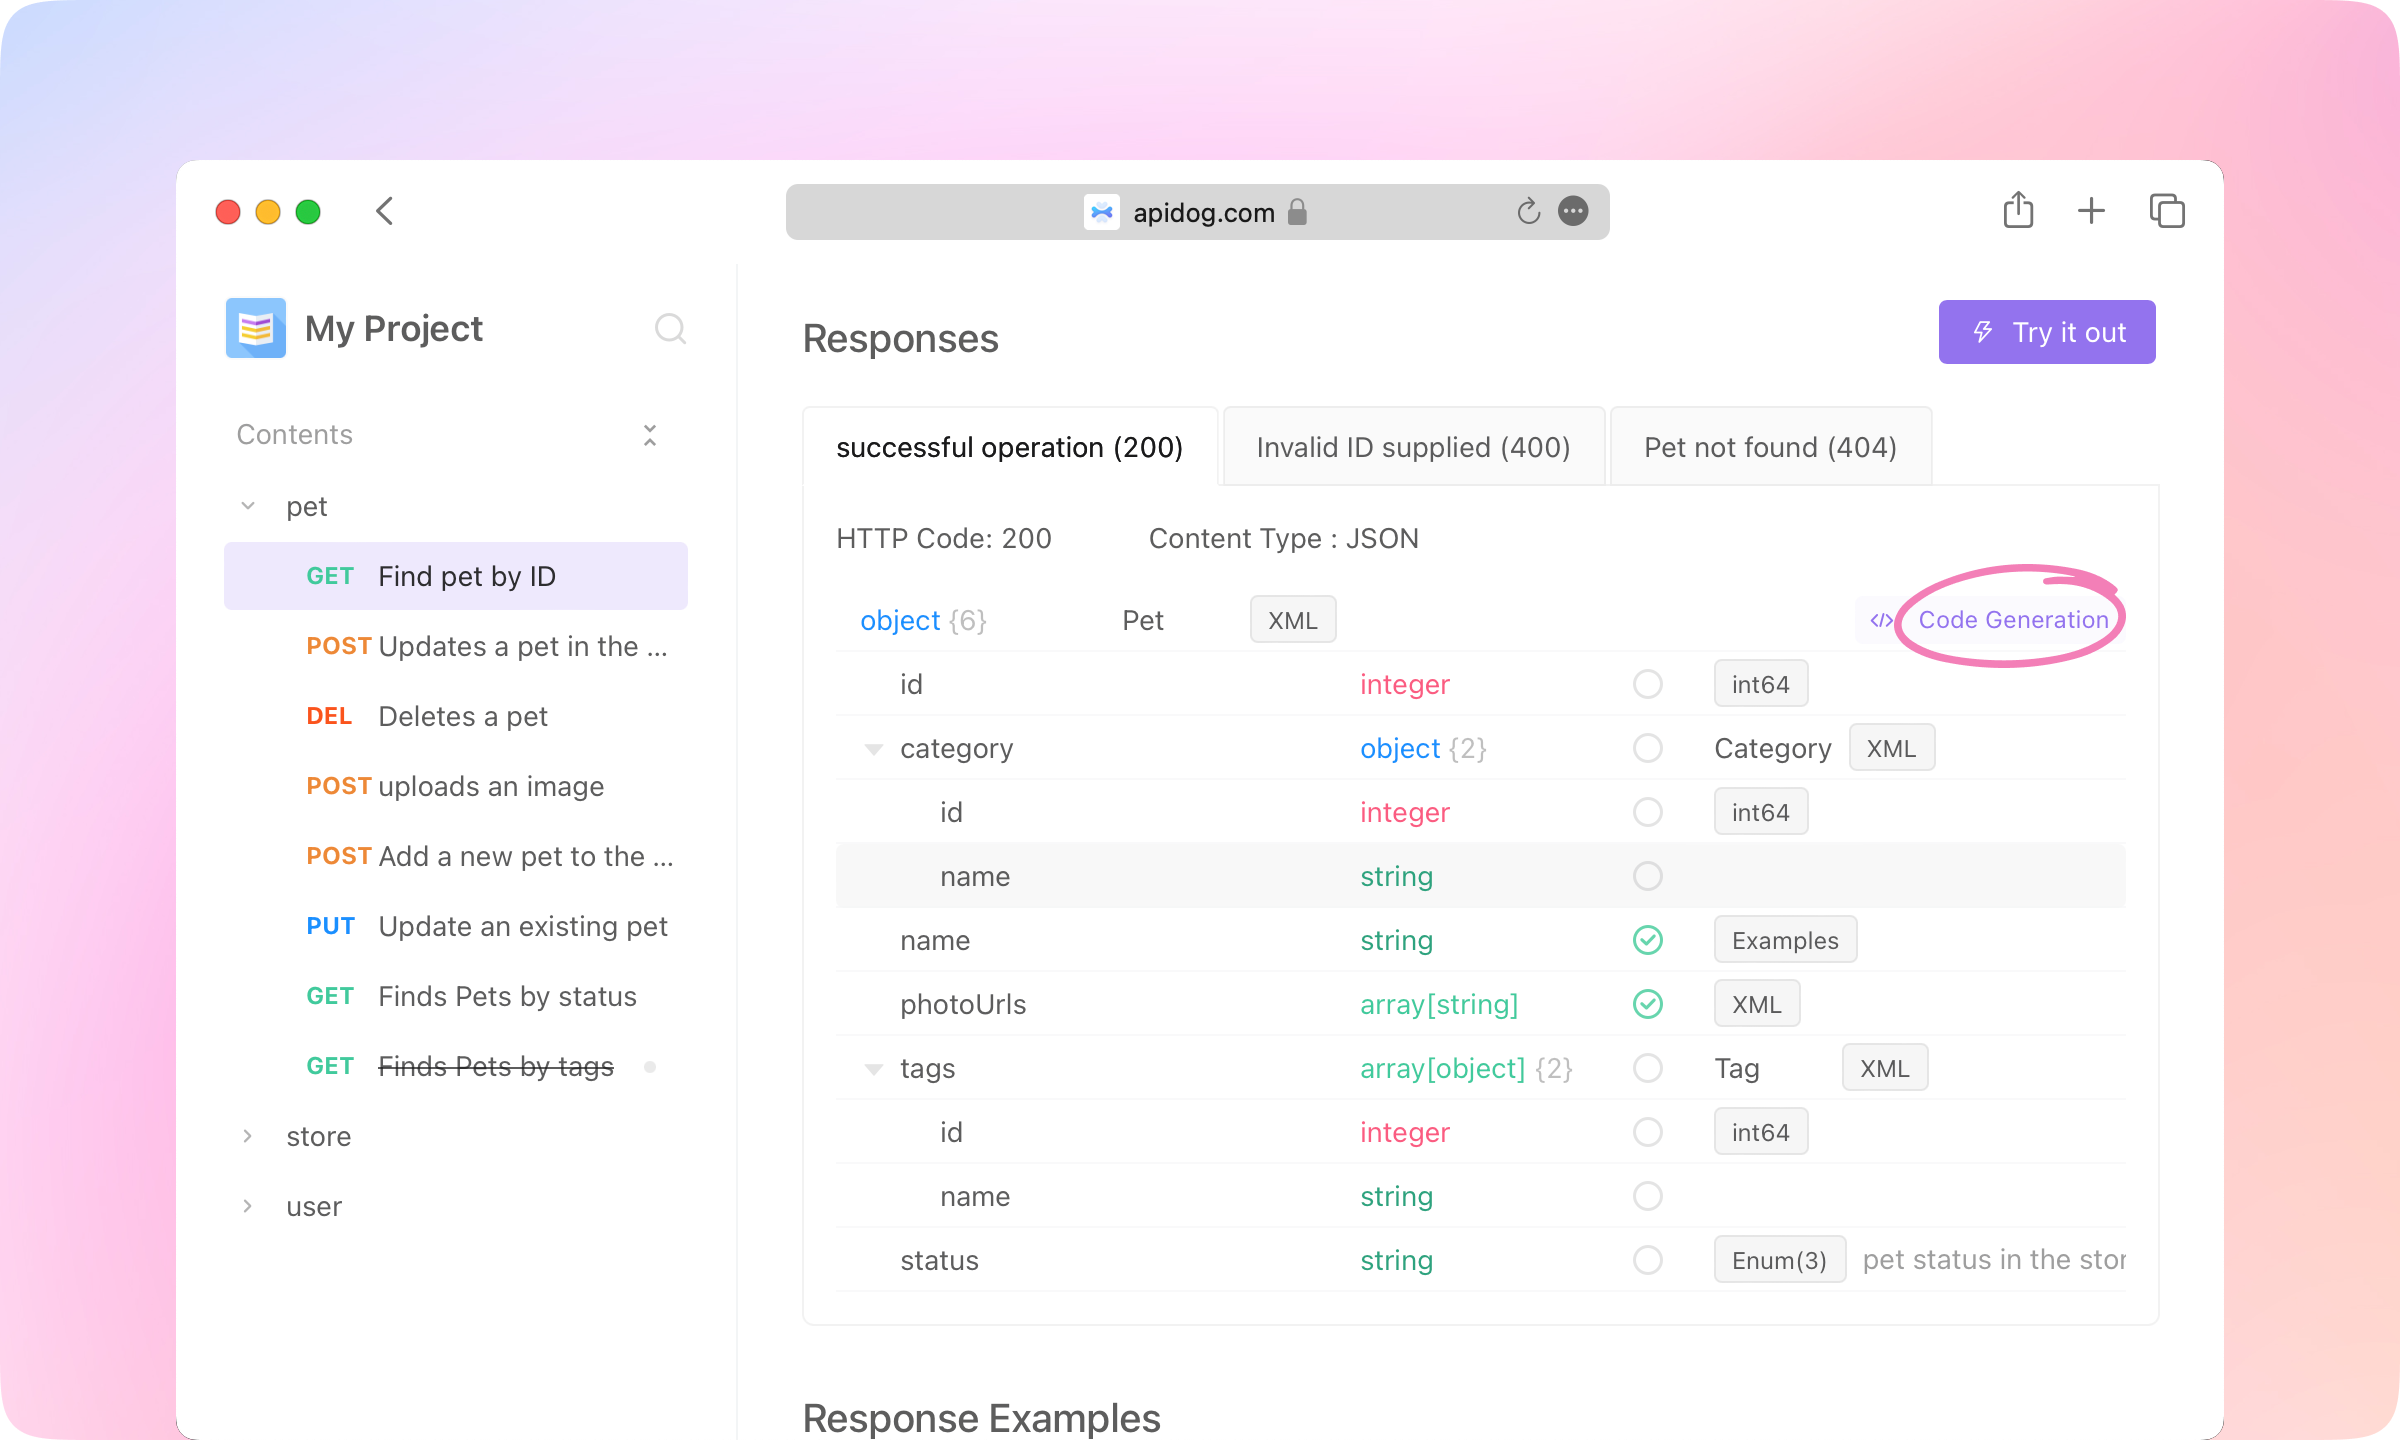 apidog.com
My Project
Contents
pet
GET Find pet by ID
POST Updates a pet in the ...
DEL Deletes a pet
POST uploads an image
POST Add a new pet to the ...
PUT Update an existing pet
GET Finds Pets by status
GET Finds Pets by tags
store
user
Responses
Try it out
successful operation (200) Invalid ID supplied (400) Pet not found (404)
HTTP Code: 200 Content Type : JSON
object {6} Pet XML </> Code Generation
id integer int64
category object {2} Category XML
id integer int64
name string
name string Examples
photoUrls array[string] XML
tags array[object] {2} Tag XML
id integer int64
name string
status string Enum(3) pet status in the stor
Response Examples